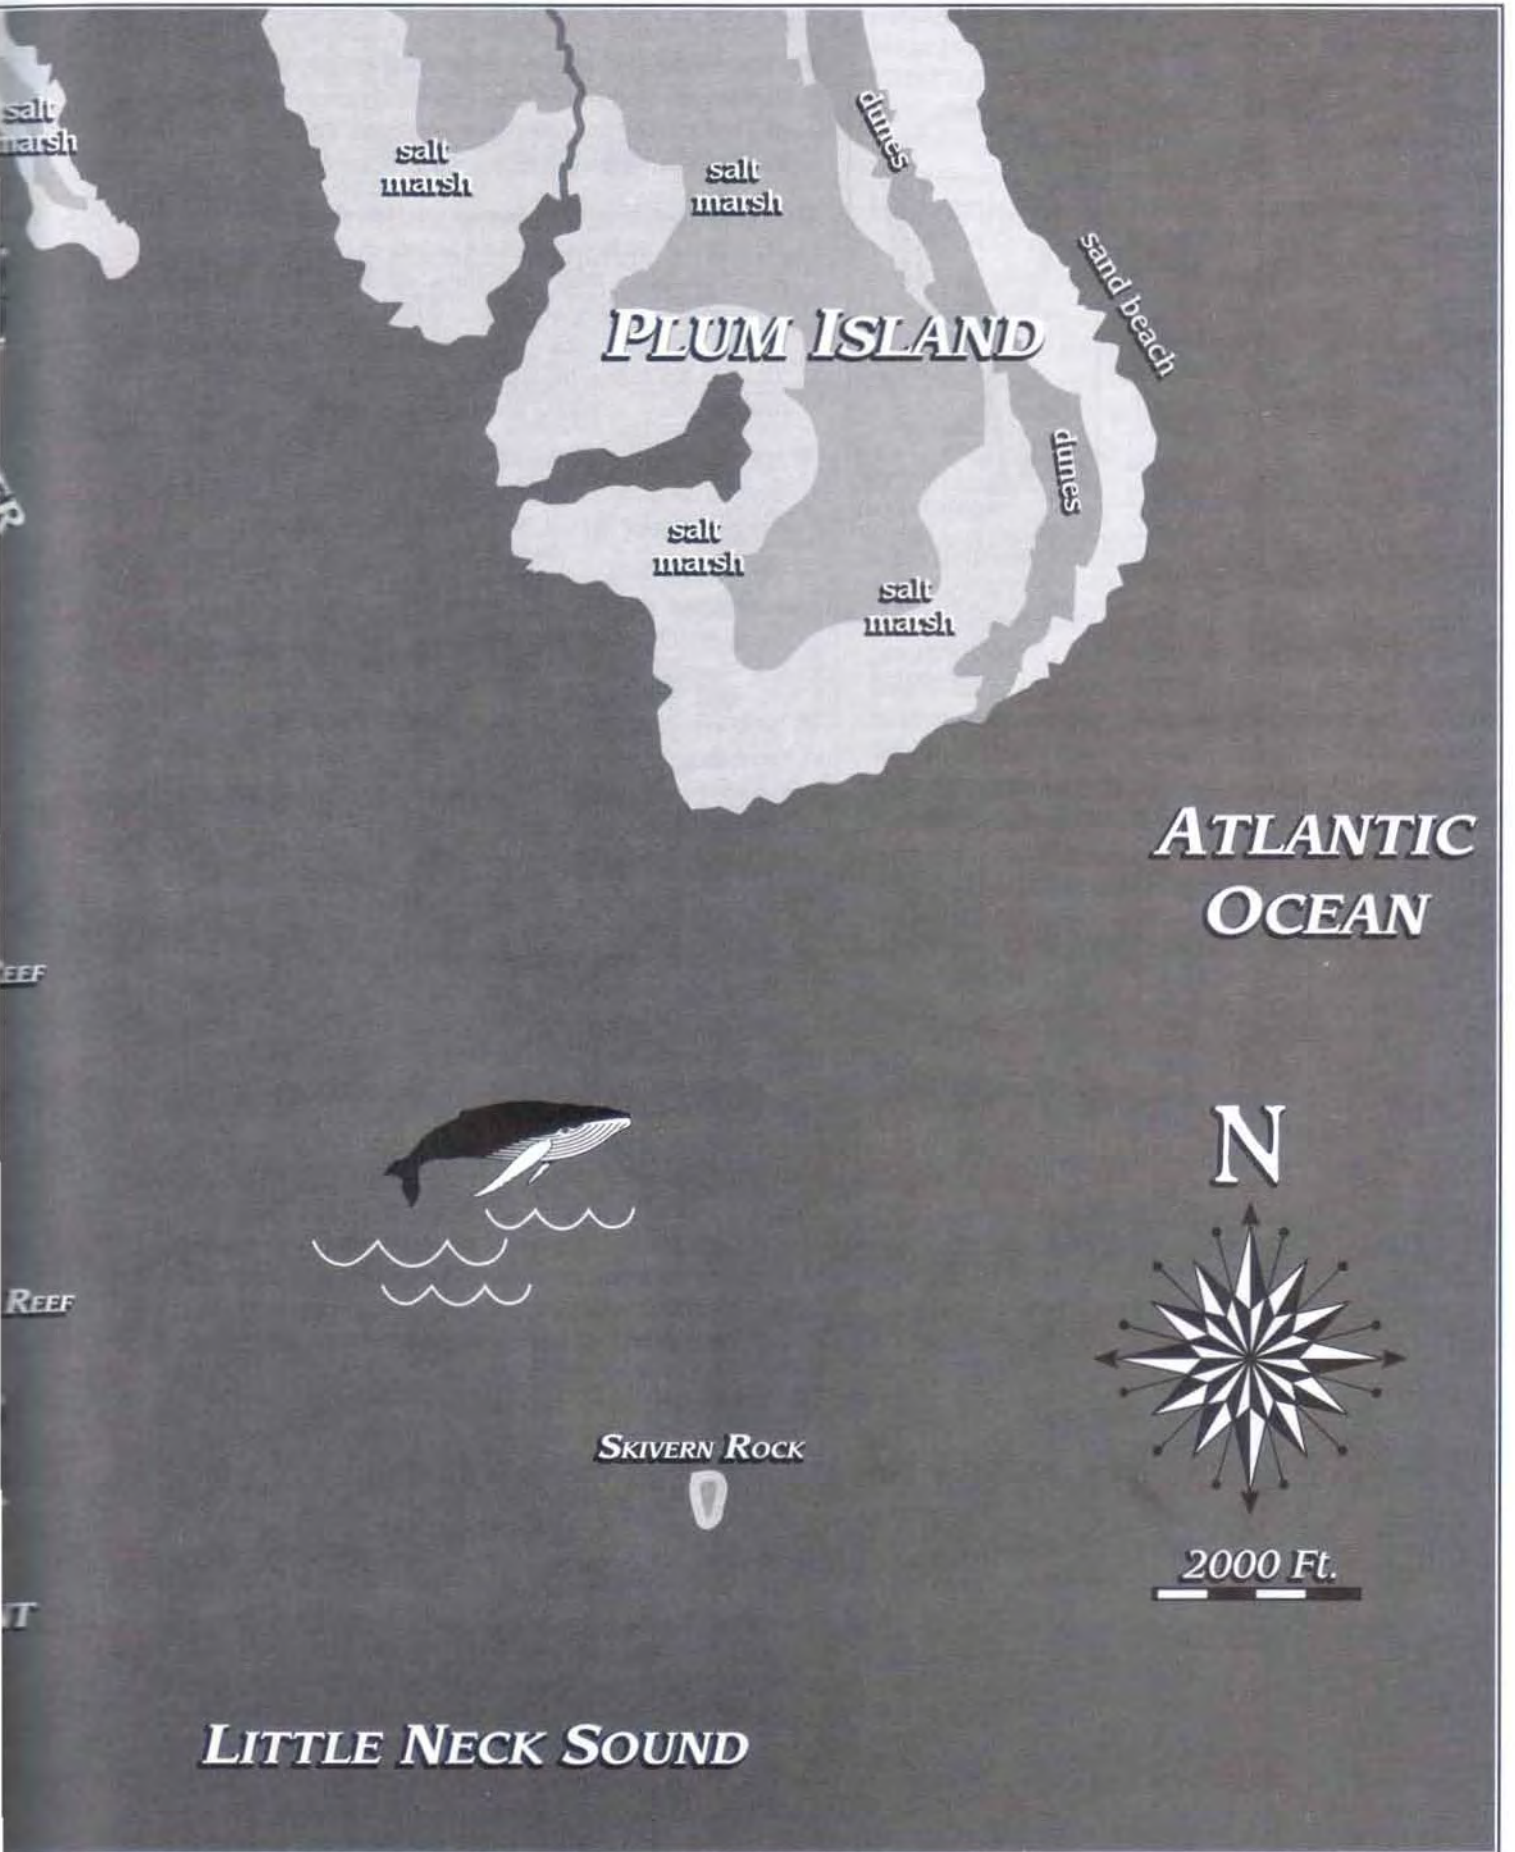 salt
marsh
salt
marsh
salt
marsh
dunes
sand beach
PLUM ISLAND
dunes
salt
marsh
salt
marsh
ATLANTIC
OCEAN
REEF
N
SKIVERN ROCK
2000 Ft.
LITTLE NECK SOUND